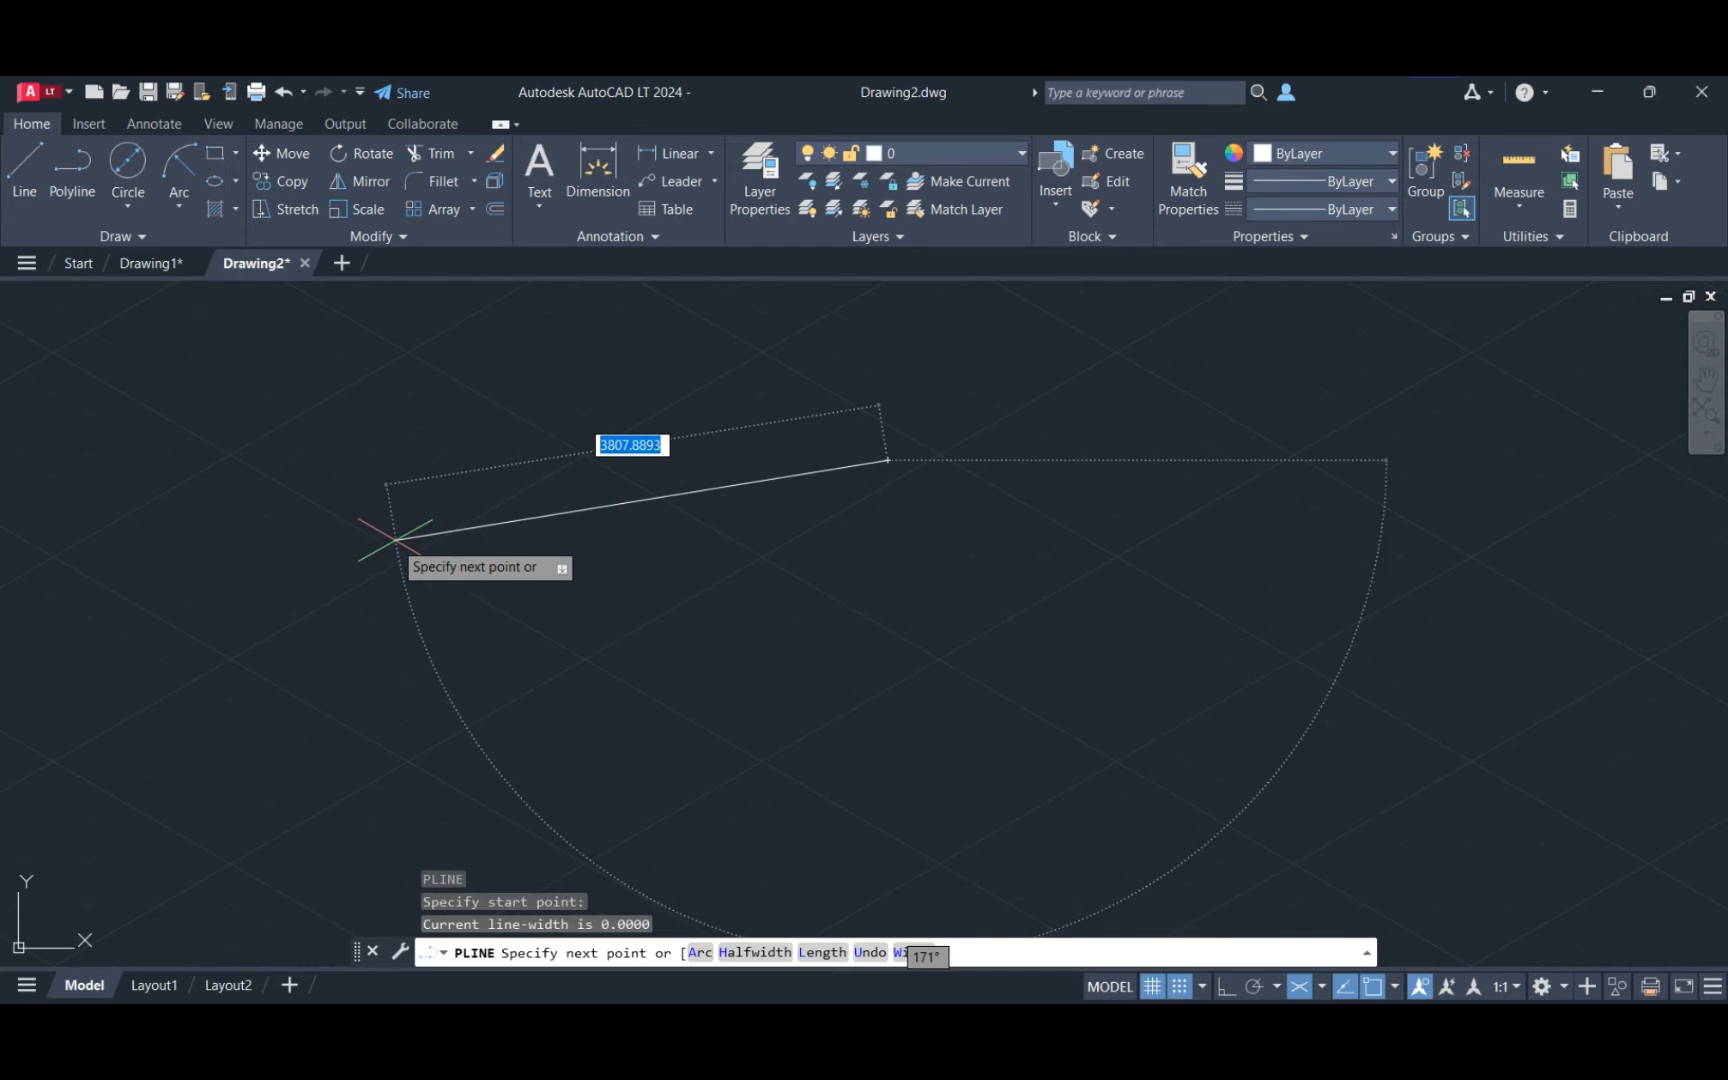 A LT Share Autodesk AutoCAD LT 2024 - Drawing2.dwg Type a keyword or phrase
Home Insert Annotate View Manage Output Collaborate
Line Polyline Circle Arc
Move Rotate Trim
Copy Mirror Fillet
Stretch Scale Array
Text Dimension
Linear
Leader
Table
Layer
Properties
0
Make Current
Match Layer
Insert
Create
Edit
Match
Properties
ByLayer
ByLayer
ByLayer
Group Measure Paste
Draw Modify Annotation Layers Block Properties Groups Utilities Clipboard
Start Drawing1* Drawing2*
3807.8893
Specify next point or
PLINE
Specify start point:
Current line-width is 0.0000
PLINE Specify next point or [Arc Halfwidth Length Undo
171°
Y
X
Model Layout1 Layout2 MODEL 1:1